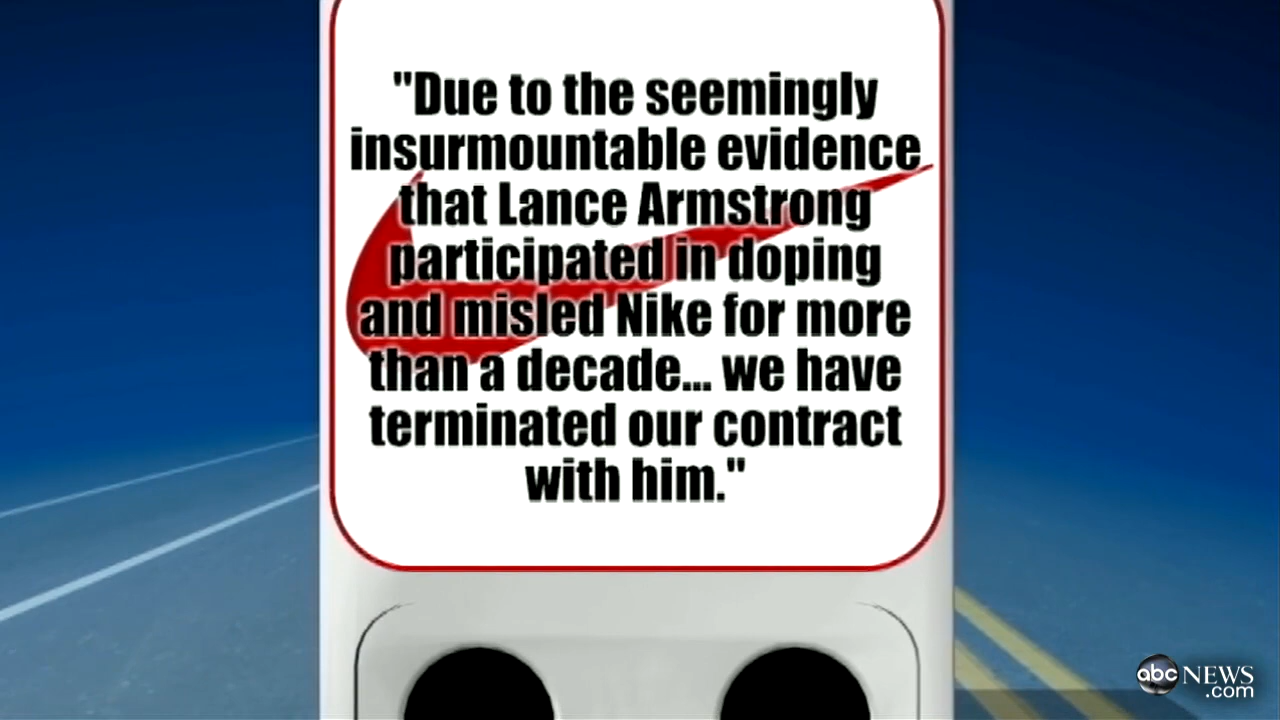 "Due to the seemingly
insurmountable evidence
that Lance Armstrong
participated in doping
and misled Nike for more
than a decade... we have
terminated our contract
with him."
abc NEWS
.com